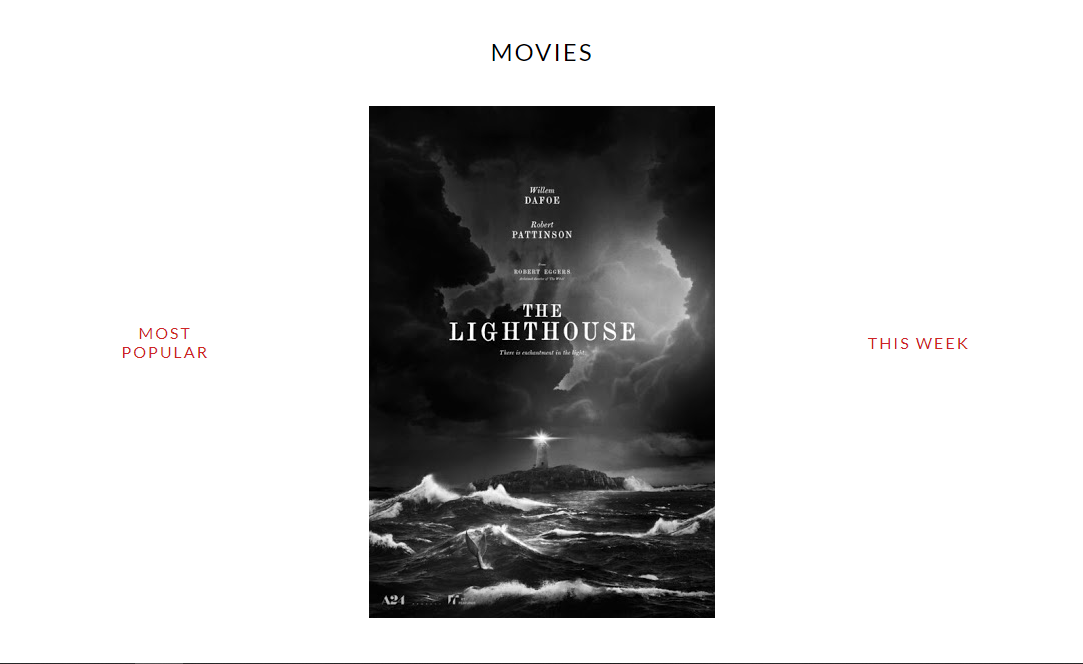 MOVIES
Willem
DAFOE
Robert
PATTINSON
From
ROBERT EGGERS
THE
LIGHTHOUSE
There is enchantment in the light.
MOST
POPULAR
THIS WEEK
A24